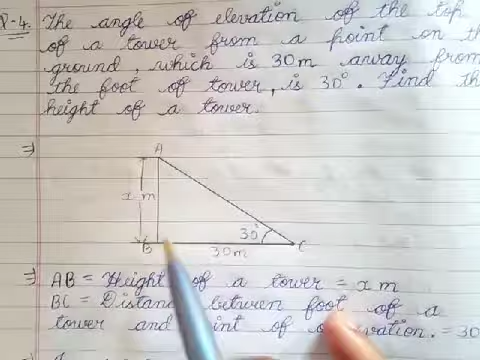 P-4. The angle of elevation of the top
of a tower from a point on the
ground, which is 30m away from
the foot of tower, is 30°. Find the
height of a tower.
⇒
A
x m
30°
B
C
30m
⇒ AB = Height of a tower = x m
BC = Distance between foot of a
tower and of = 30